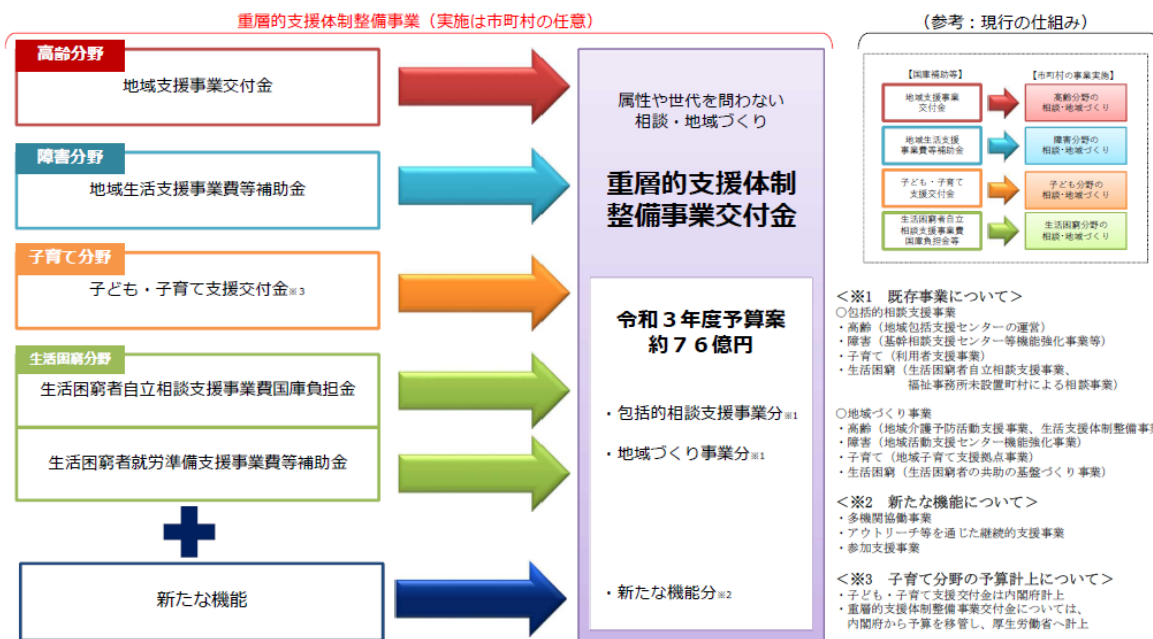 重層的支援体制整備事業（実施は市町村の任意）
高齢分野
地域支援事業交付金
障害分野
地域生活支援事業費等補助金
子育て分野
子ども・子育て支援交付金※3
生活困窮分野
生活困窮者自立相談支援事業費国庫負担金
生活困窮者就労準備支援事業費等補助金
新たな機能
属性や世代を問わない
相談・地域づくり
重層的支援体制
整備事業交付金
令和３年度予算案
約７６億円
・包括的相談支援事業分※1
・地域づくり事業分※1
・新たな機能分※2
（参考：現行の仕組み）
【国庫補助等】
【市町村の事業実施】
地域支援事業
交付金
高齢分野の
相談・地域づくり
地域生活支援
事業費等補助金
障害分野の
相談・地域づくり
子ども・子育て
支援交付金
子ども分野の
相談・地域づくり
生活困窮者自立
相談支援事業費
国庫負担金等
生活困窮分野の
相談・地域づくり
＜※1　既存事業について＞
○包括的相談支援事業
・高齢（地域包括支援センターの運営）
・障害（基幹相談支援センター等機能強化事業等）
・子育て（利用者支援事業）
・生活困窮（生活困窮者自立相談支援事業、
福祉事務所未設置町村による相談事業）
○地域づくり事業
・高齢（地域介護予防活動支援事業、生活支援体制整備事業
・障害（地域活動支援センター機能強化事業）
・子育て（地域子育て支援拠点事業）
・生活困窮（生活困窮者の共助の基盤づくり事業）
＜※2　新たな機能について＞
・多機関協働事業
・アウトリーチ等を通じた継続的支援事業
・参加支援事業
＜※3　子育て分野の予算計上について＞
・子ども・子育て支援交付金は内閣府計上
・重層的支援体制整備事業交付金については、
内閣府から予算を移管し、厚生労働省へ計上